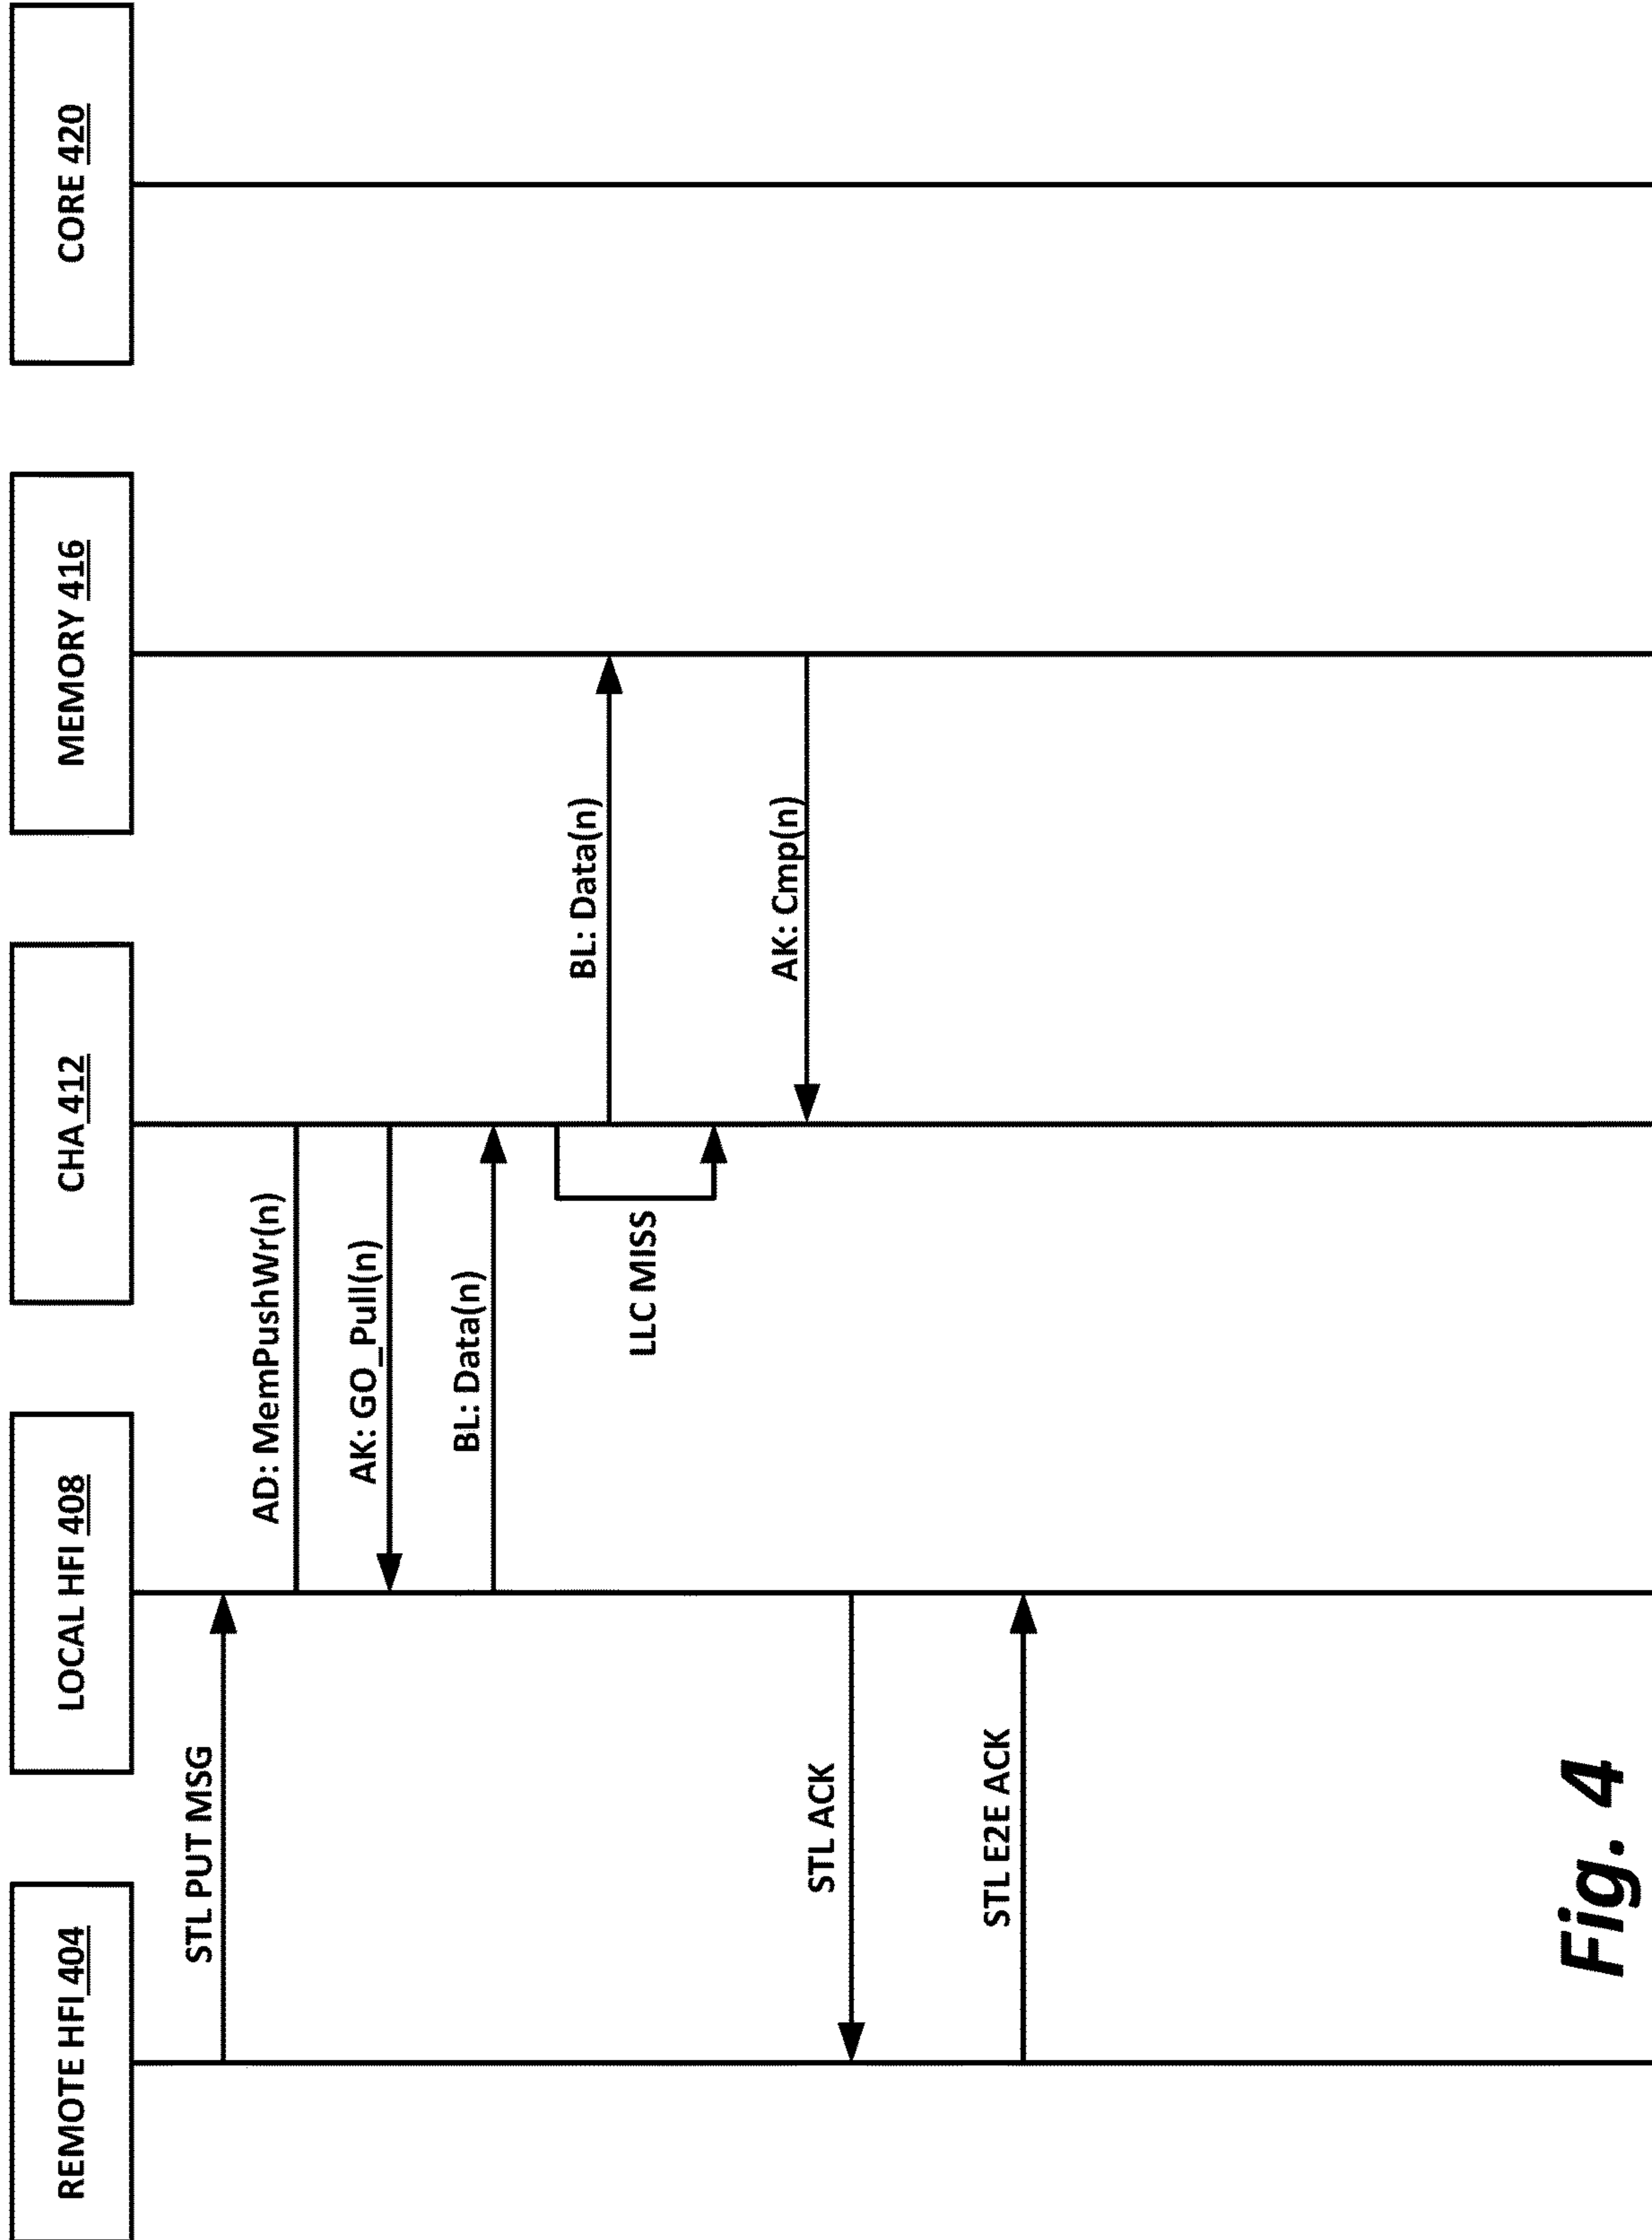 REMOTE HFI 404
LOCAL HFI 408
CHA 412
MEMORY 416
CORE 420
STL PUT MSG
AD: MemPushWr(n)
AK: GO_Pull(n)
BL: Data(n)
LLC MISS
BL: Data(n)
AK: Cmp(n)
STL ACK
STL E2E ACK
Fig. 4